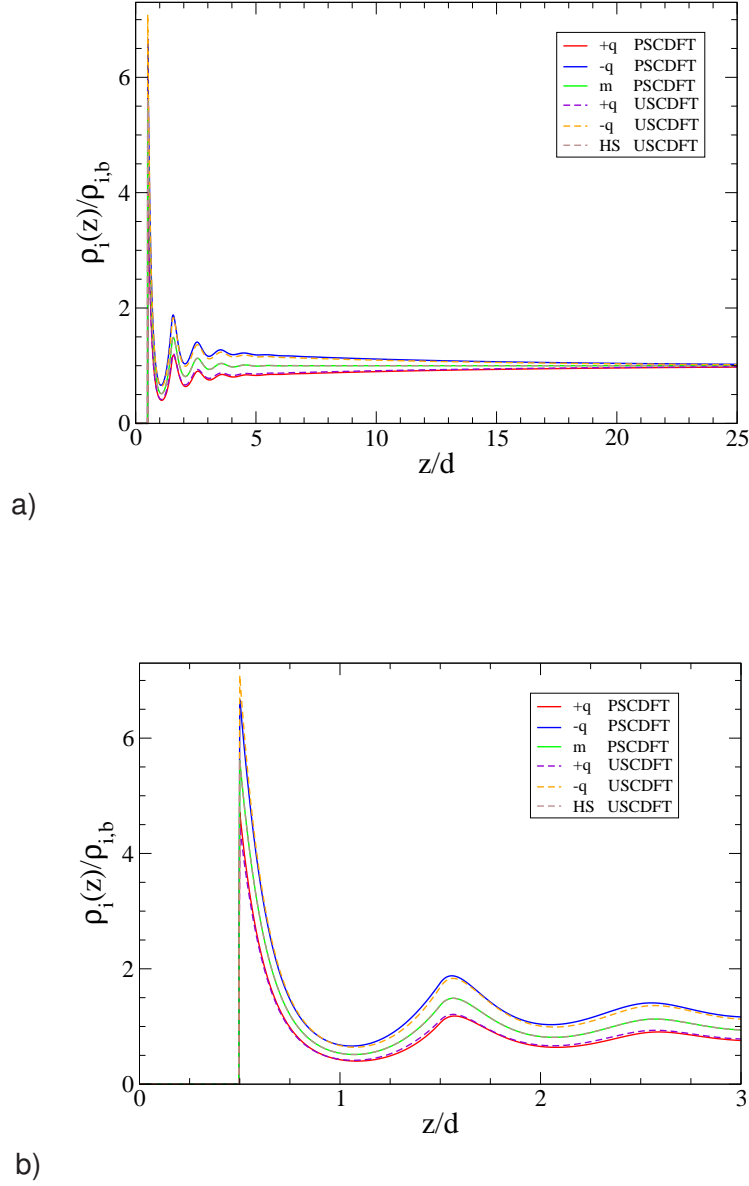 6
4
2
0
ρi(z)/ρi,b
+q PSCDFT
-q PSCDFT
m PSCDFT
+q USCDFT
-q USCDFT
HS USCDFT
0 5 10 15 20 25
z/d
a)
6
4
2
0
ρi(z)/ρi,b
+q PSCDFT
-q PSCDFT
m PSCDFT
+q USCDFT
-q USCDFT
HS USCDFT
0 1 2 3
z/d
b)